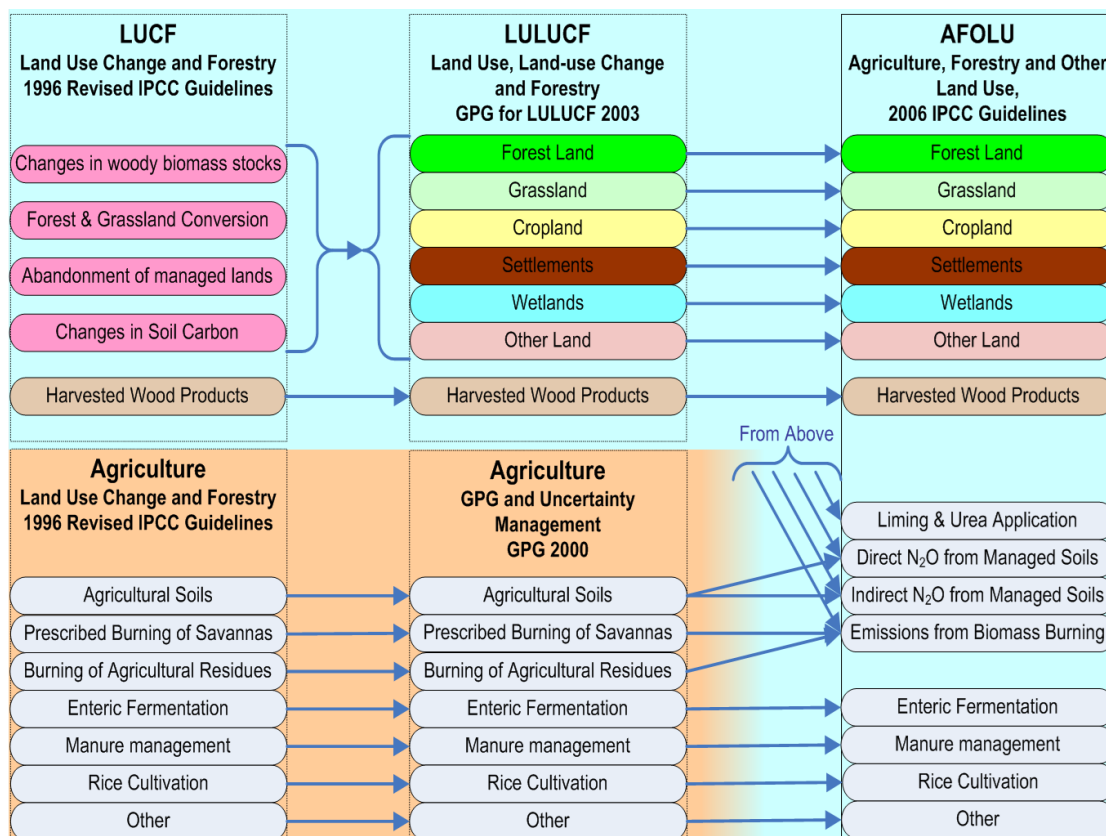 LUCF
Land Use Change and Forestry
1996 Revised IPCC Guidelines
Changes in woody biomass stocks
Forest & Grassland Conversion
Abandonment of managed lands
Changes in Soil Carbon
Harvested Wood Products
LULUCF
Land Use, Land-use Change
and Forestry
GPG for LULUCF 2003
Forest Land
Grassland
Cropland
Settlements
Wetlands
Other Land
Harvested Wood Products
AFOLU
Agriculture, Forestry and Other
Land Use,
2006 IPCC Guidelines
Forest Land
Grassland
Cropland
Settlements
Wetlands
Other Land
Harvested Wood Products
From Above
Agriculture
Land Use Change and Forestry
1996 Revised IPCC Guidelines
Agricultural Soils
Prescribed Burning of Savannas
Burning of Agricultural Residues
Enteric Fermentation
Manure management
Rice Cultivation
Other
Agriculture
GPG and Uncertainty
Management
GPG 2000
Agricultural Soils
Prescribed Burning of Savannas
Burning of Agricultural Residues
Enteric Fermentation
Manure management
Rice Cultivation
Other
Liming & Urea Application
Direct N₂O from Managed Soils
Indirect N₂O from Managed Soils
Emissions from Biomass Burning
Enteric Fermentation
Manure management
Rice Cultivation
Other